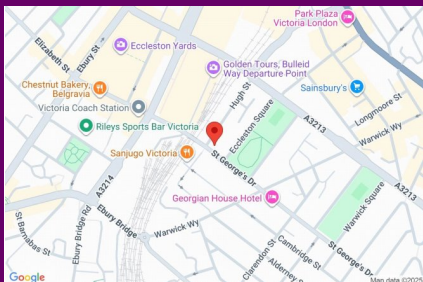 Park Plaza
Victoria London
Elizabeth St
Ebury St
Eccleston Yards
Golden Tours, Bulleid
Way Departure Point
Sainsbury's
Chestnut Bakery,
Belgravia
Hugh St
Longmoore St
Victoria Coach Station
Eccleston Square
A3213
Warwick Wy
Rileys Sports Bar Victoria
Sanjugo Victoria
St George's Dr
A3214
A3213
Georgian House Hotel
Warwick Square
St Barnabas St
Ebury Bridge Rd
Ebury Bridge
Warwick Wy
Clarendon St
Cambridge St
St George's Dr
Alderney St
Google
Map data ©2025